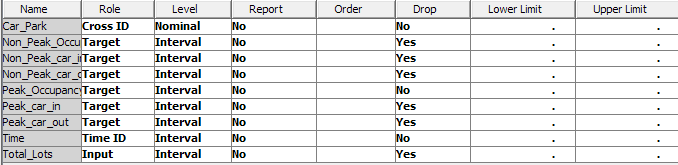 Name Role Level Report Order Drop Lower Limit Upper Limit
Car_Park Cross ID Nominal No No . .
Non_Peak_Occu Target Interval No Yes . .
Non_Peak_car_i Target Interval No Yes . .
Non_Peak_car_c Target Interval No Yes . .
Peak_Occupancy Target Interval No No . .
Peak_car_in Target Interval No Yes . .
Peak_car_out Target Interval No Yes . .
Time Time ID Interval No No . .
Total_Lots Input Interval No Yes . .